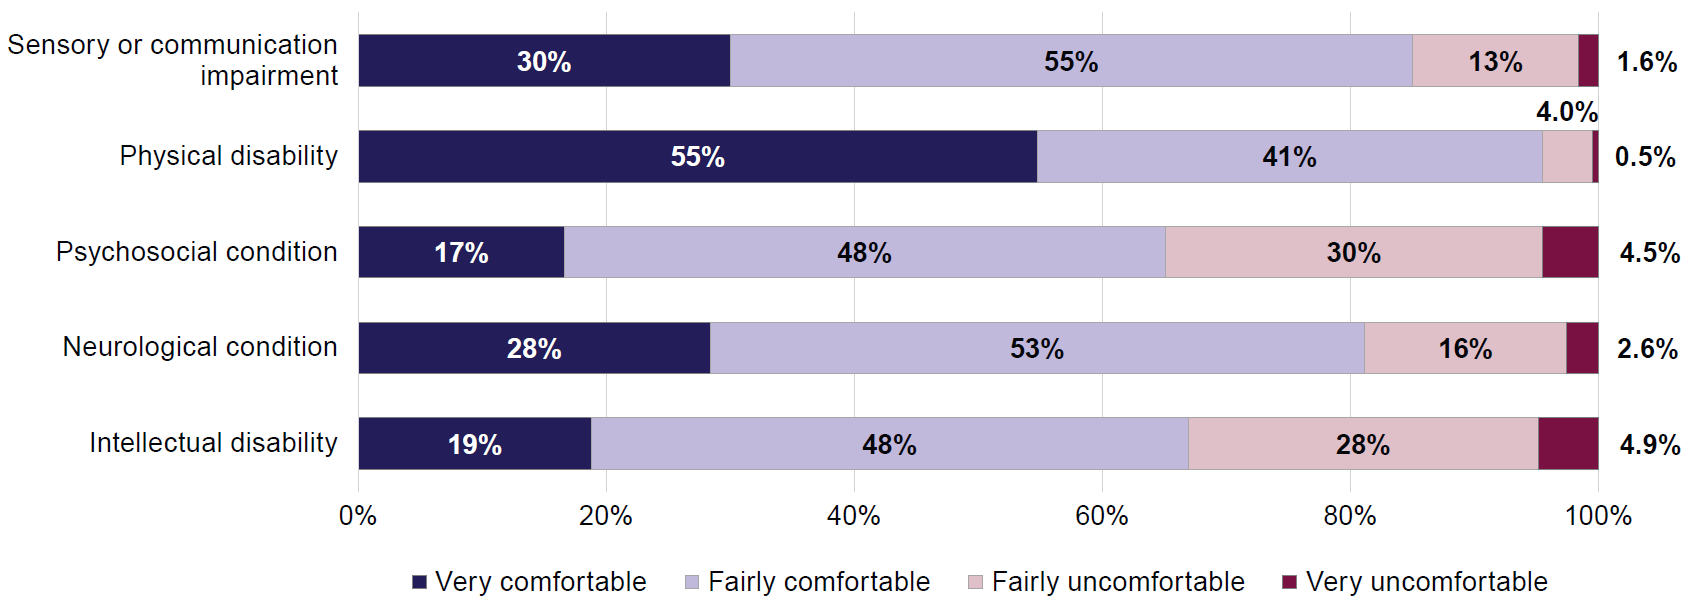 Sensory or communication
impairment
30% 55% 13% 1.6%
4.0%
Physical disability 55% 41% 0.5%
Psychosocial condition 17% 48% 30% 4.5%
Neurological condition 28% 53% 16% 2.6%
Intellectual disability 19% 48% 28% 4.9%
0% 20% 40% 60% 80% 100%
Very comfortable Fairly comfortable Fairly uncomfortable Very uncomfortable